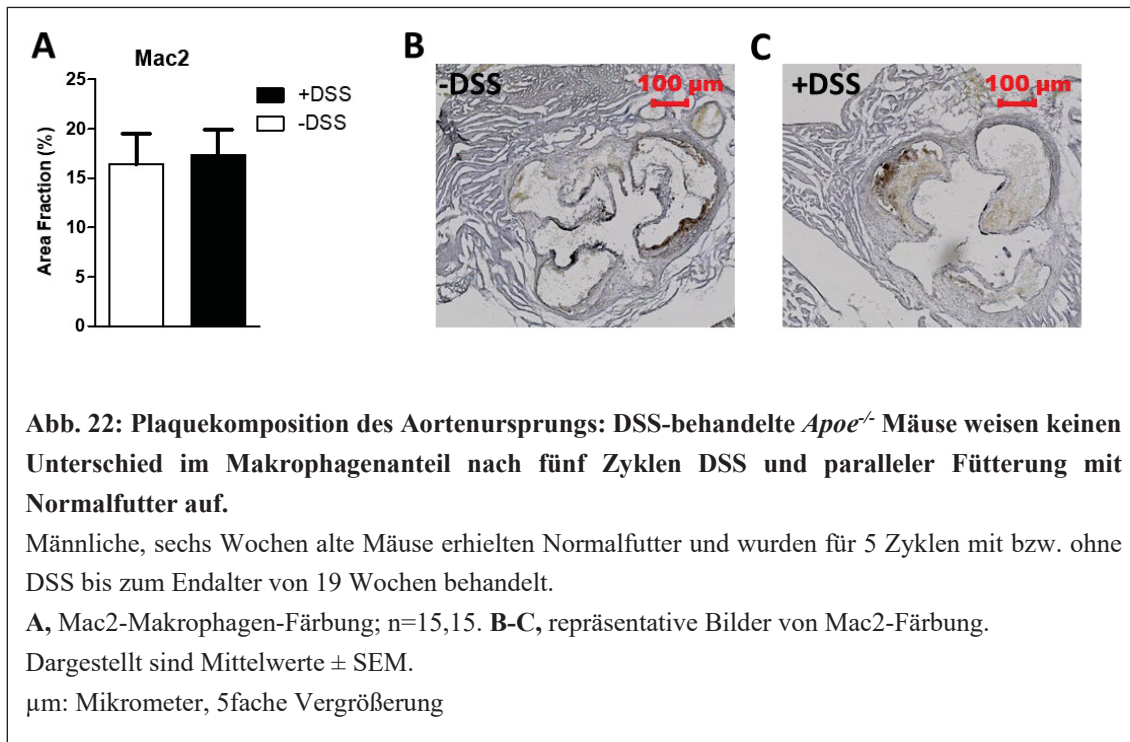 A
Mac2
25
20
15
10
5
0
Area Fraction (%)
+DSS
-DSS
B
-DSS
100 µm
C
+DSS
100 µm
Abb. 22: Plaquekomposition des Aortenursprungs: DSS-behandelte Apoe-/- Mäuse weisen keinen
Unterschied im Makrophagenanteil nach fünf Zyklen DSS und paralleler Fütterung mit
Normalfutter auf.
Männliche, sechs Wochen alte Mäuse erhielten Normalfutter und wurden für 5 Zyklen mit bzw. ohne
DSS bis zum Endalter von 19 Wochen behandelt.
A, Mac2-Makrophagen-Färbung; n=15,15. B-C, repräsentative Bilder von Mac2-Färbung.
Dargestellt sind Mittelwerte ± SEM.
µm: Mikrometer, 5fache Vergrößerung